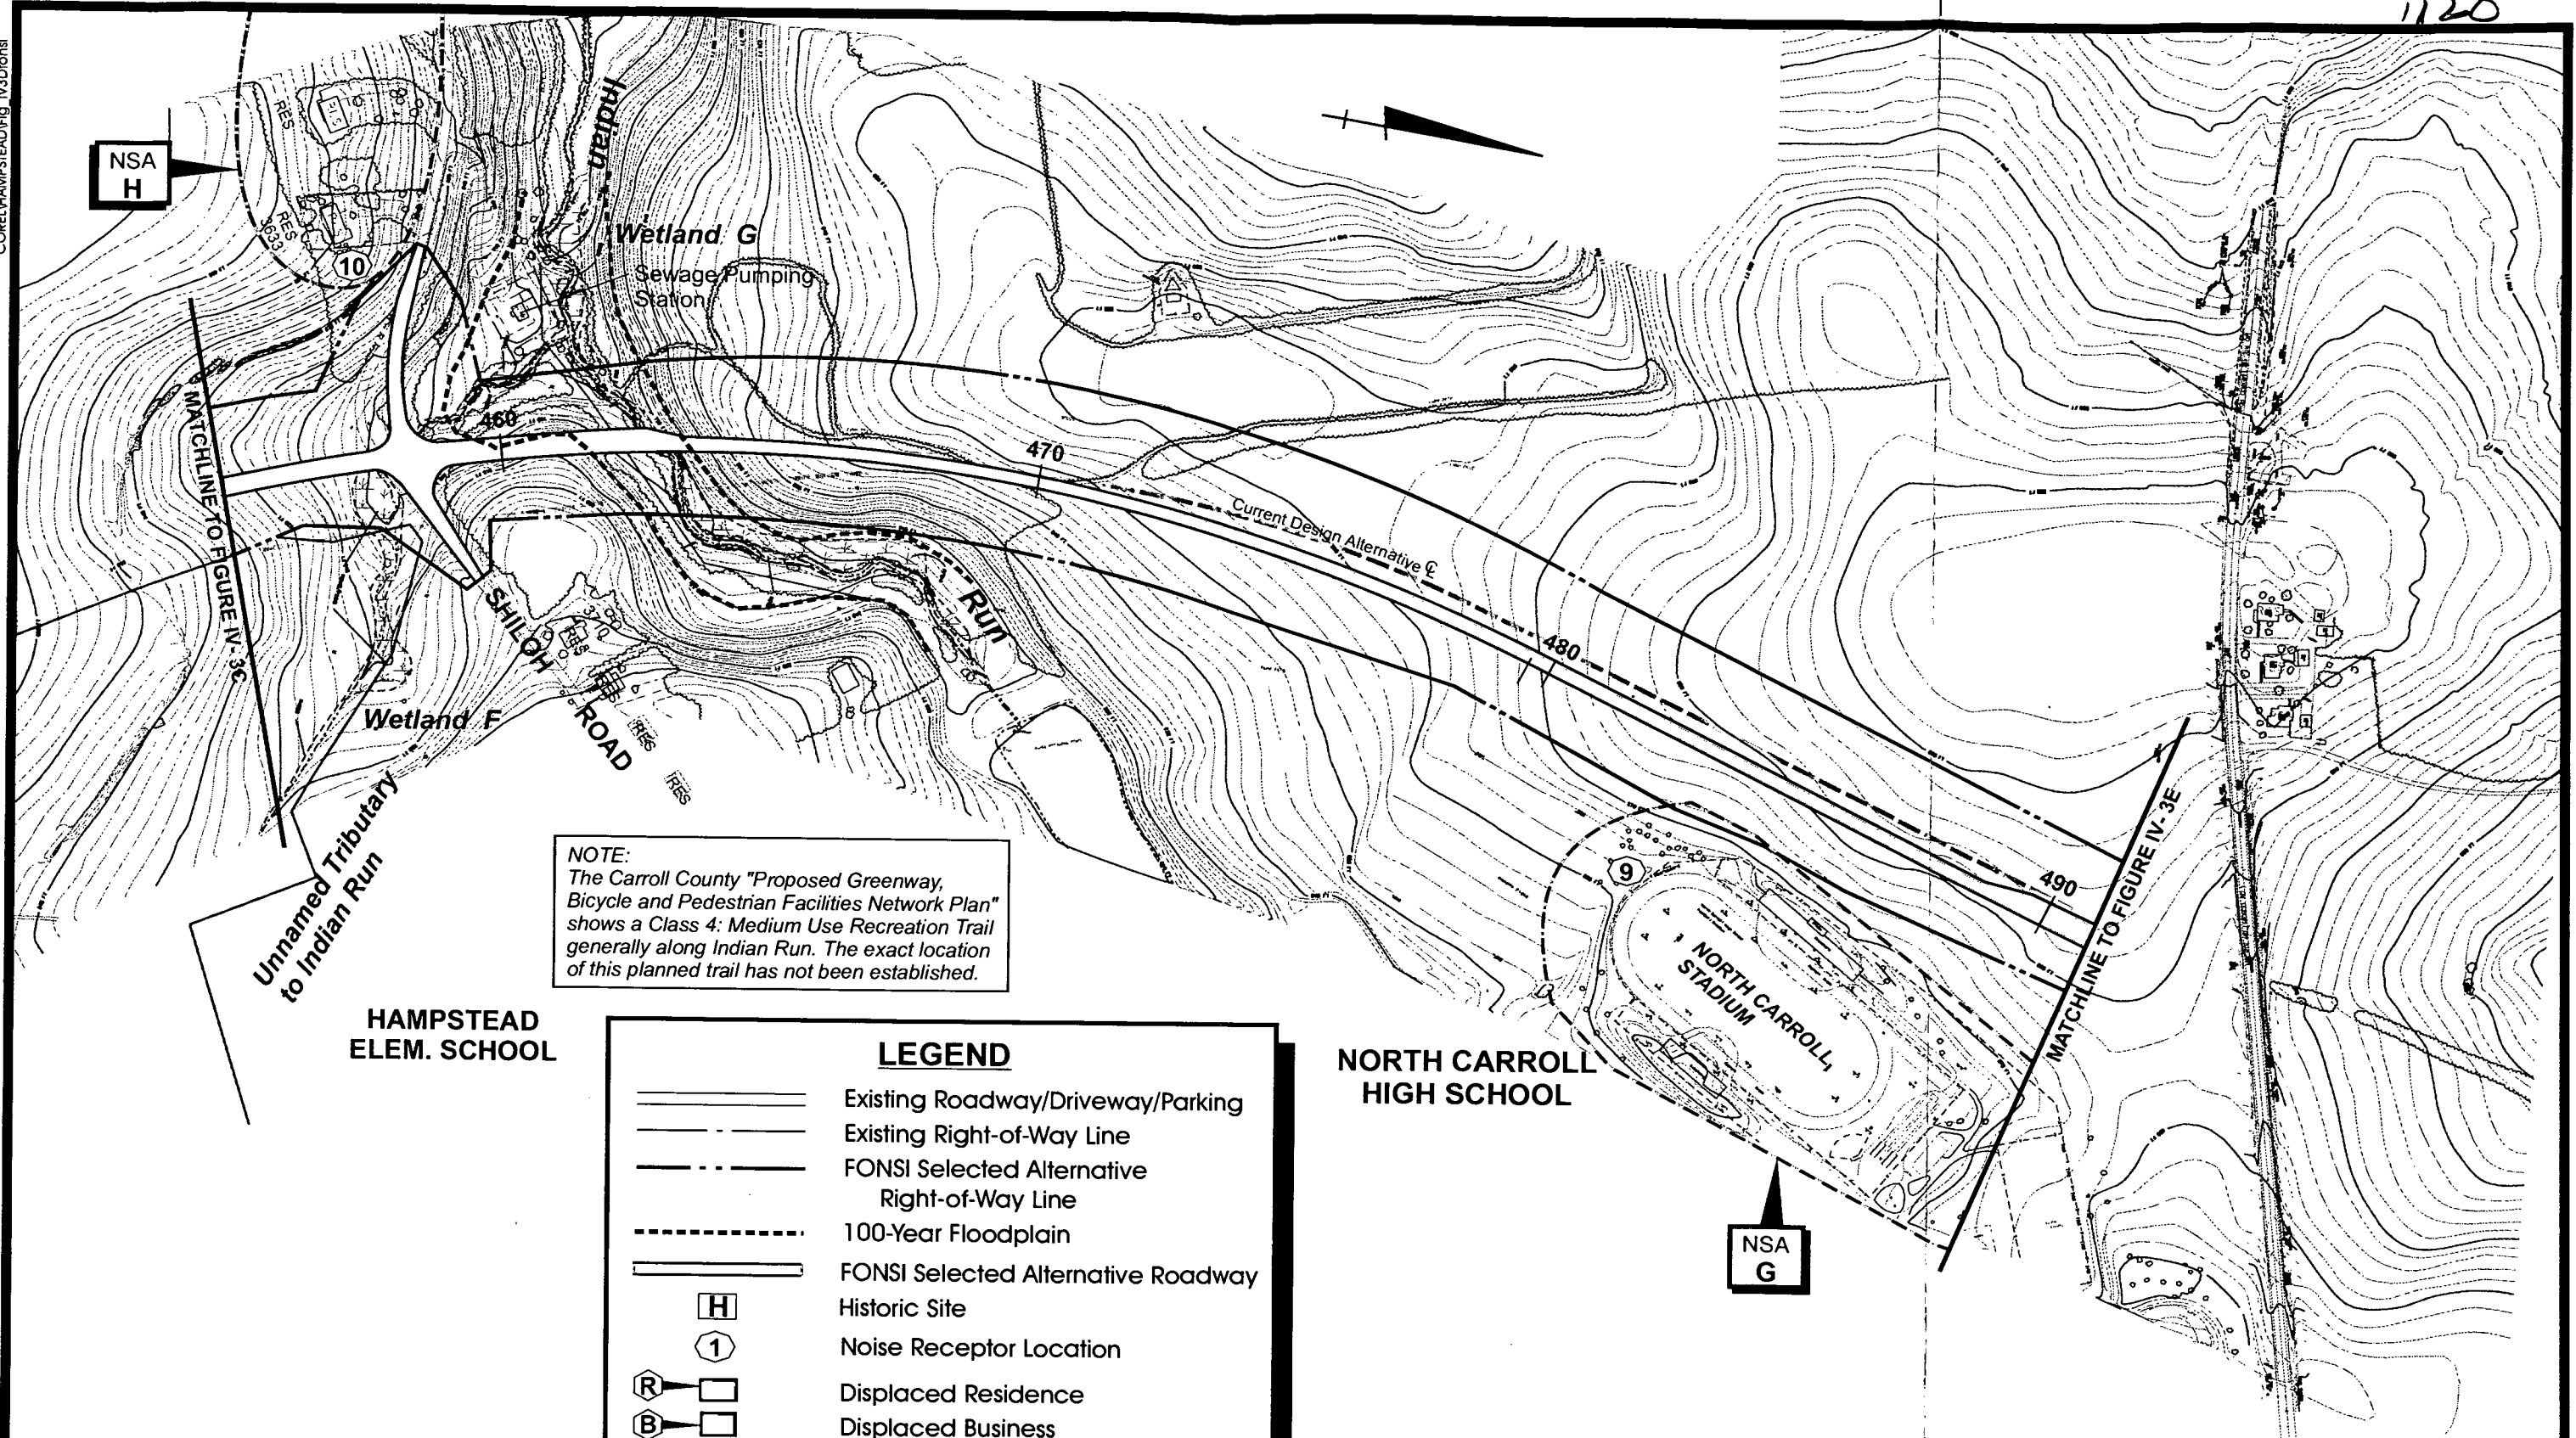 1120
NSA
H
RES
RES
3633
10
Indian
Wetland G
Sewage Pumping
Station
MATCHLINE TO FIGURE IV - 3C
460
470
Current Design Alternative ℄
480
490
SHILOH
ROAD
3710
RES
RES
RES
RES
Run
Wetland F
Unnamed Tributary
to Indian Run
NOTE:
The Carroll County "Proposed Greenway,
Bicycle and Pedestrian Facilities Network Plan"
shows a Class 4: Medium Use Recreation Trail
generally along Indian Run. The exact location
of this planned trail has not been established.
HAMPSTEAD
ELEM. SCHOOL
9
NORTH CARROLL
STADIUM
MATCHLINE TO FIGURE IV - 3E
NORTH CARROLL
HIGH SCHOOL
NSA
G
LEGEND
Existing Roadway/Driveway/Parking
Existing Right-of-Way Line
FONSI Selected Alternative
Right-of-Way Line
100-Year Floodplain
FONSI Selected Alternative Roadway
H Historic Site
1 Noise Receptor Location
R Displaced Residence
B Displaced Business